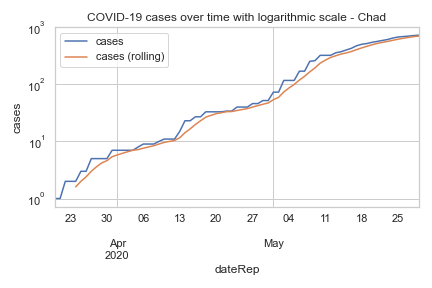 COVID-19 cases over time with logarithmic scale - Chad
cases
cases (rolling)
10³
10²
10¹
10⁰
cases
23 30 06 13 20 27 04 11 18 25
Apr May
2020
dateRep